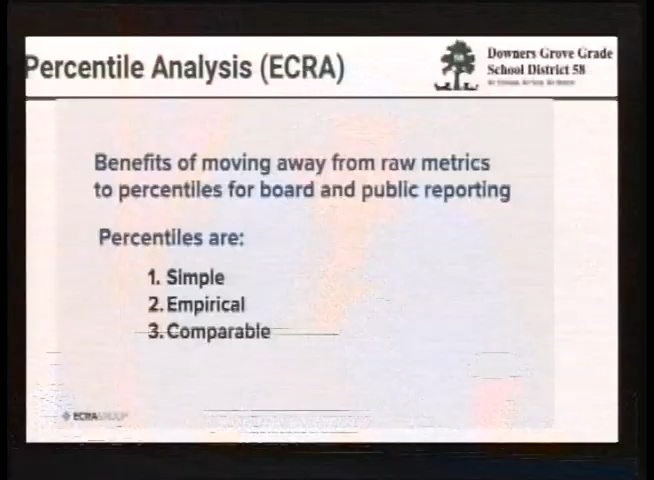 Percentile Analysis (ECRA)
Downers Grove Grade
School District 58
Benefits of moving away from raw metrics
to percentiles for board and public reporting
Percentiles are:
1. Simple
2. Empirical
3. Comparable
ECRA GROUP